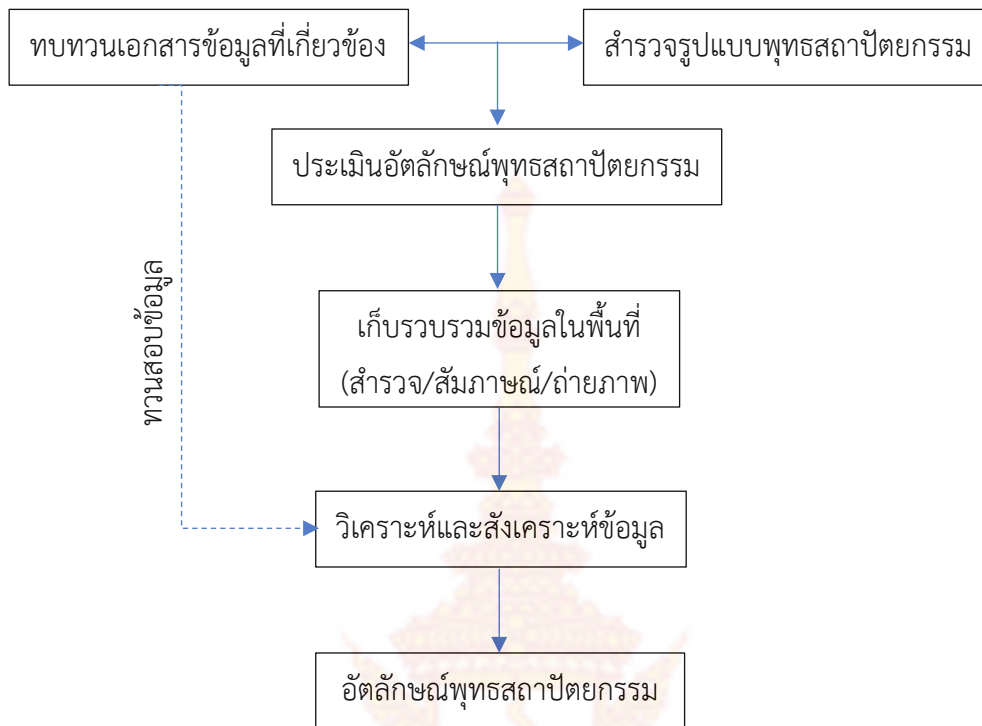 ทบทวนเอกสารข้อมูลที่เกี่ยวข้อง
สำรวจรูปแบบพุทธสถาปัตยกรรม
ประเมินอัตลักษณ์พุทธสถาปัตยกรรม
ทวนสอบข้อมูล
เก็บรวบรวมข้อมูลในพื้นที่
(สำรวจ/สัมภาษณ์/ถ่ายภาพ)
วิเคราะห์และสังเคราะห์ข้อมูล
อัตลักษณ์พุทธสถาปัตยกรรม